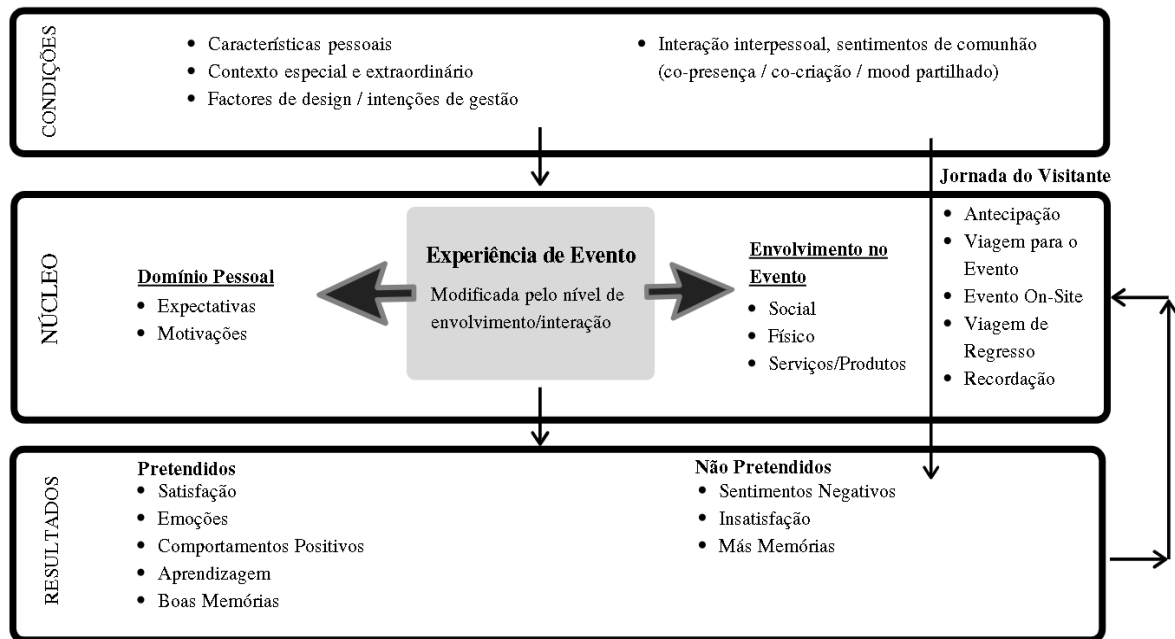 CONDIÇÕES
• Características pessoais
• Contexto especial e extraordinário
• Factores de design / intenções de gestão
• Interação interpessoal, sentimentos de comunhão
(co-presença / co-criação / mood partilhado)
NÚCLEO
Domínio Pessoal
• Expectativas
• Motivações
Experiência de Evento
Modificada pelo nível de
envolvimento/interação
Envolvimento no
Evento
• Social
• Físico
• Serviços/Produtos
Jornada do Visitante
• Antecipação
• Viagem para o
Evento
• Evento On-Site
• Viagem de
Regresso
• Recordação
RESULTADOS
Pretendidos
• Satisfação
• Emoções
• Comportamentos Positivos
• Aprendizagem
• Boas Memórias
Não Pretendidos
• Sentimentos Negativos
• Insatisfação
• Más Memórias